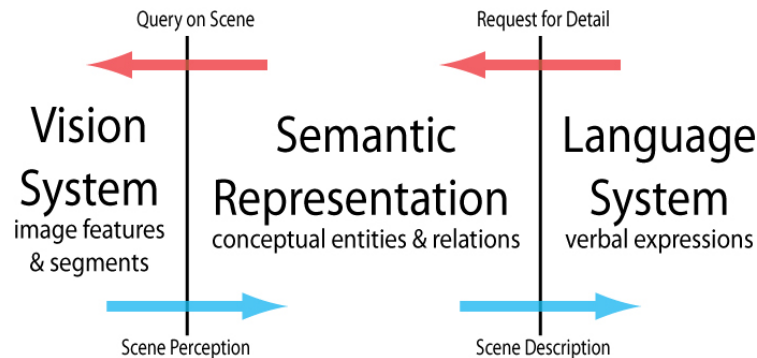 Query on Scene
Request for Detail
Vision
System
image features
& segments
Semantic
Representation
conceptual entities & relations
Language
System
verbal expressions
Scene Perception
Scene Description